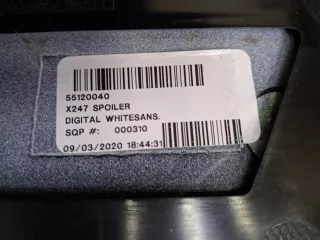 55120040
X247 SPOILER
DIGITAL WHITESANS.
SQP #: 000310
09/03/2020 18:44:31